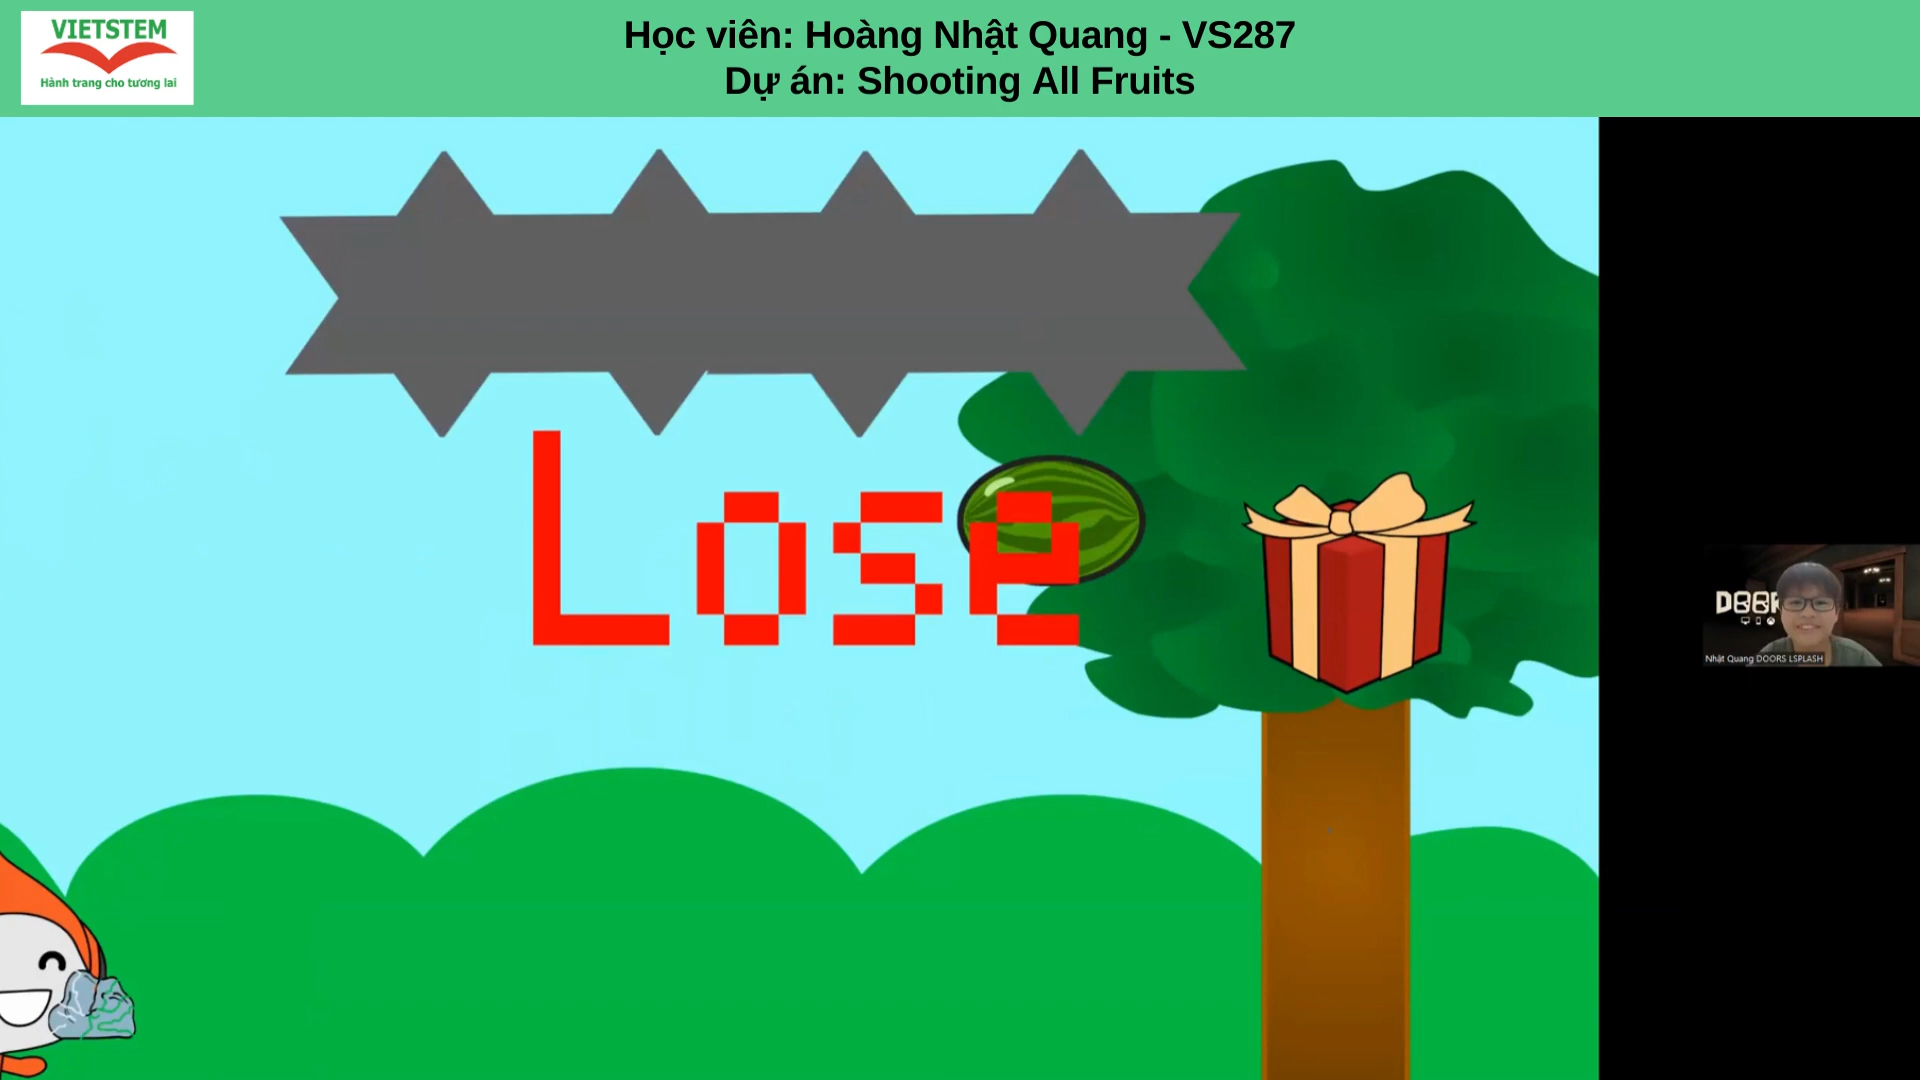 VIETSTEM
Hành trang cho tương lai
Học viên: Hoàng Nhật Quang - VS287
Dự án: Shooting All Fruits
Lose
Nhật Quang DOORS LSPLASH